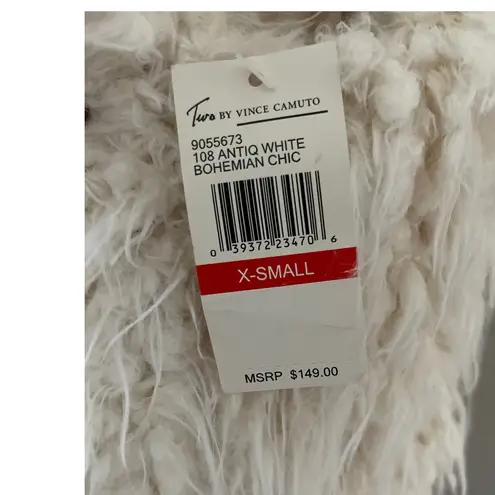 Two BY VINCE CAMUTO
9055673
108 ANTIQ WHITE
BOHEMIAN CHIC
0 39372 23470 6
X-SMALL
MSRP $149.00